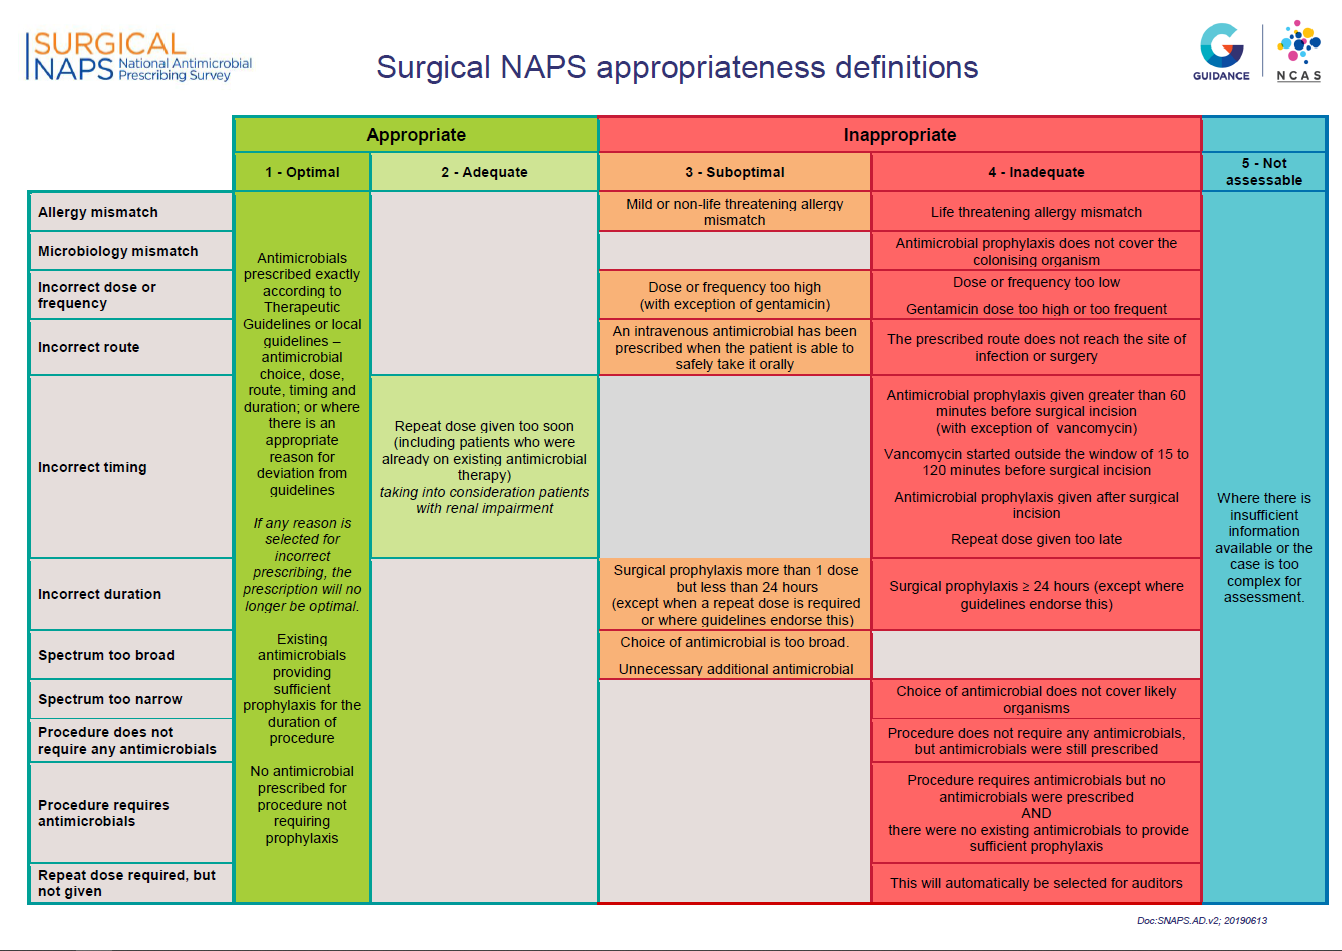 SURGICAL
NAPS National Antimicrobial
Prescribing Survey
Surgical NAPS appropriateness definitions
GUIDANCE
NCAS
Appropriate
Inappropriate
1 - Optimal
2 - Adequate
3 - Suboptimal
4 - Inadequate
5 - Not
assessable
Allergy mismatch
Mild or non-life threatening allergy
mismatch
Life threatening allergy mismatch
Microbiology mismatch
Antimicrobial prophylaxis does not cover the
colonising organism
Incorrect dose or
frequency
Dose or frequency too high
(with exception of gentamicin)
Dose or frequency too low
Gentamicin dose too high or too frequent
Incorrect route
An intravenous antimicrobial has been
prescribed when the patient is able to
safely take it orally
The prescribed route does not reach the site of
infection or surgery
Incorrect timing
Repeat dose given too soon
(including patients who were
already on existing antimicrobial
therapy)
taking into consideration patients
with renal impairment
Antimicrobial prophylaxis given greater than 60
minutes before surgical incision
(with exception of vancomycin)
Vancomycin started outside the window of 15 to
120 minutes before surgical incision
Antimicrobial prophylaxis given after surgical
incision
Repeat dose given too late
Incorrect duration
Surgical prophylaxis more than 1 dose
but less than 24 hours
(except when a repeat dose is required
or where guidelines endorse this)
Surgical prophylaxis ≥ 24 hours (except where
guidelines endorse this)
Spectrum too broad
Choice of antimicrobial is too broad.
Unnecessary additional antimicrobial
Spectrum too narrow
Choice of antimicrobial does not cover likely
organisms
Procedure does not
require any antimicrobials
Procedure does not require any antimicrobials,
but antimicrobials were still prescribed
Procedure requires
antimicrobials
Procedure requires antimicrobials but no
antimicrobials were prescribed
AND
there were no existing antimicrobials to provide
sufficient prophylaxis
Repeat dose required, but
not given
This will automatically be selected for auditors
Antimicrobials
prescribed exactly
according to
Therapeutic
Guidelines or local
guidelines –
antimicrobial
choice, dose,
route, timing and
duration; or where
there is an
appropriate
reason for
deviation from
guidelines
If any reason is
selected for
incorrect
prescribing, the
prescription will no
longer be optimal.
Existing
antimicrobials
providing
sufficient
prophylaxis for the
duration of
procedure
No antimicrobial
prescribed for
procedure not
requiring
prophylaxis
Where there is
insufficient
information
available or the
case is too
complex for
assessment.
Doc:SNAPS.AD.v2; 20190613